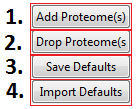 1. Add Proteome(s)
2. Drop Proteome(s)
3. Save Defaults
4. Import Defaults